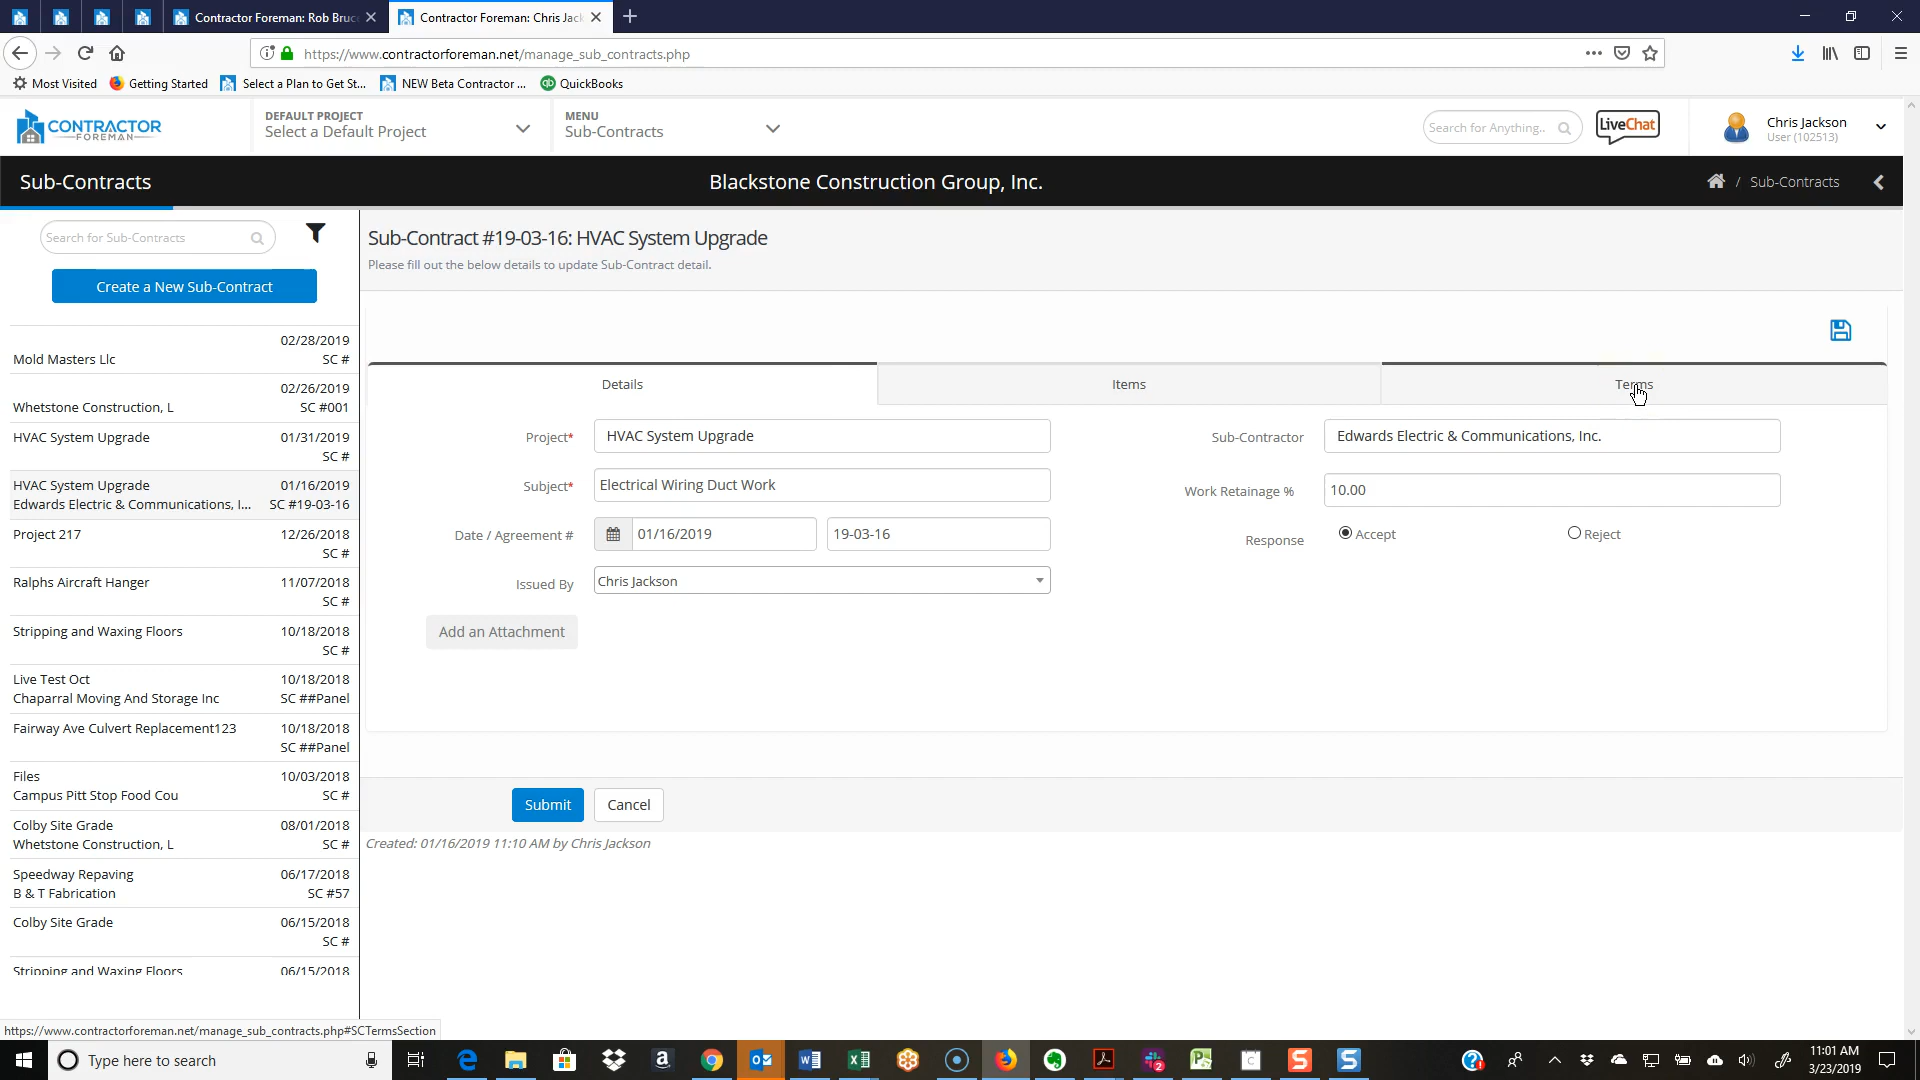 Contractor Foreman: Rob Bruc
Contractor Foreman: Chris Jack
https://www.contractorforeman.net/manage_sub_contracts.php
Most Visited
Getting Started
Select a Plan to Get St...
NEW Beta Contractor ...
qb
QuickBooks
CONTRACTOR
FOREMAN
DEFAULT PROJECT
Select a Default Project
MENU
Sub-Contracts
Search for Anything..
LiveChat
Chris Jackson
User (102513)
Sub-Contracts
Blackstone Construction Group, Inc.
/ Sub-Contracts
Search for Sub-Contracts
Create a New Sub-Contract
02/28/2019
Mold Masters Llc SC #
02/26/2019
Whetstone Construction, L SC #001
HVAC System Upgrade 01/31/2019
SC #
HVAC System Upgrade 01/16/2019
Edwards Electric & Communications, I... SC #19-03-16
Project 217 12/26/2018
SC #
Ralphs Aircraft Hanger 11/07/2018
SC #
Stripping and Waxing Floors 10/18/2018
SC #
Live Test Oct 10/18/2018
Chaparral Moving And Storage Inc SC ##Panel
Fairway Ave Culvert Replacement123 10/18/2018
SC ##Panel
Files 10/03/2018
Campus Pitt Stop Food Cou SC #
Colby Site Grade 08/01/2018
Whetstone Construction, L SC #
Speedway Repaving 06/17/2018
B & T Fabrication SC #57
Colby Site Grade 06/15/2018
SC #
Stripping and Waxing Floors 06/15/2018
Sub-Contract #19-03-16: HVAC System Upgrade
Please fill out the below details to update Sub-Contract detail.
Details
Items
Terms
Project* HVAC System Upgrade
Subject* Electrical Wiring Duct Work
Date / Agreement # 01/16/2019 19-03-16
Issued By Chris Jackson
Add an Attachment
Sub-Contractor Edwards Electric & Communications, Inc.
Work Retainage % 10.00
Response Accept Reject
Submit
Cancel
Created: 01/16/2019 11:10 AM by Chris Jackson
https://www.contractorforeman.net/manage_sub_contracts.php#SCTermsSection
Type here to search
11:01 AM
3/23/2019